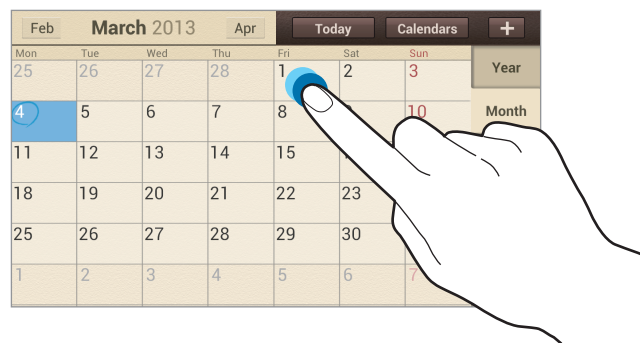 Feb March 2013 Apr Today Calendars +
Mon Tue Wed Thu Fri Sat Sun
25 26 27 28 1 2 3 Year
4 5 6 7 8 10 Month
11 12 13 14 15
18 19 20 21 22 23
25 26 27 28 29 30
1 2 3 4 5 6 7